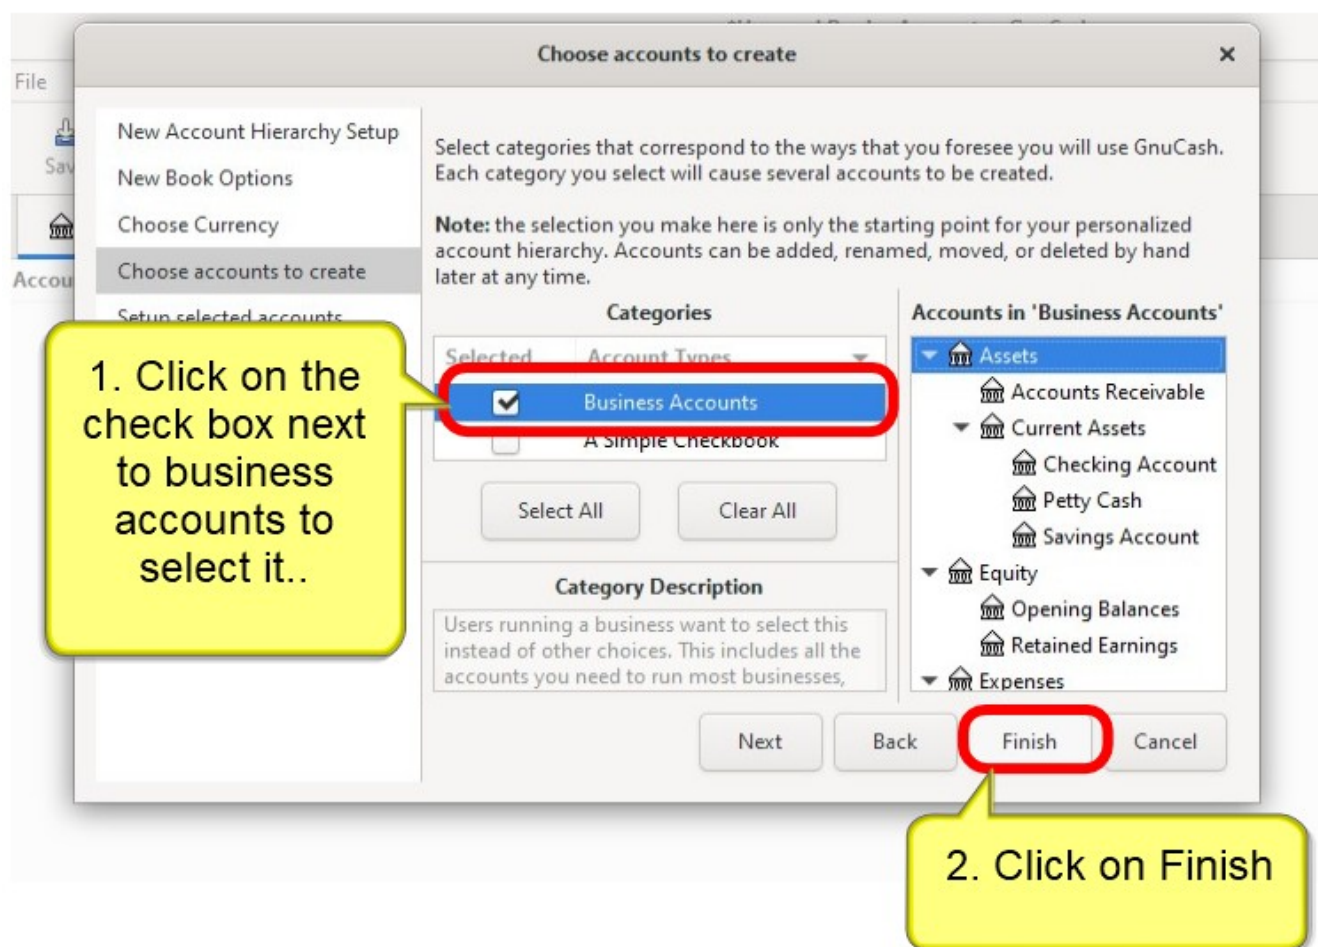 Choose accounts to create
File
New Account Hierarchy Setup
New Book Options
Choose Currency
Choose accounts to create
Setup selected accounts
Select categories that correspond to the ways that you foresee you will use GnuCash.
Each category you select will cause several accounts to be created.
Note: the selection you make here is only the starting point for your personalized
account hierarchy. Accounts can be added, renamed, moved, or deleted by hand
later at any time.
Categories
Selected Account Types
Business Accounts
A Simple Checkbook
Select All Clear All
Category Description
Users running a business want to select this
instead of other choices. This includes all the
accounts you need to run most businesses,
Accounts in 'Business Accounts'
Assets
Accounts Receivable
Current Assets
Checking Account
Petty Cash
Savings Account
Equity
Opening Balances
Retained Earnings
Expenses
Next Back Finish Cancel
1. Click on the
check box next
to business
accounts to
select it..
2. Click on Finish